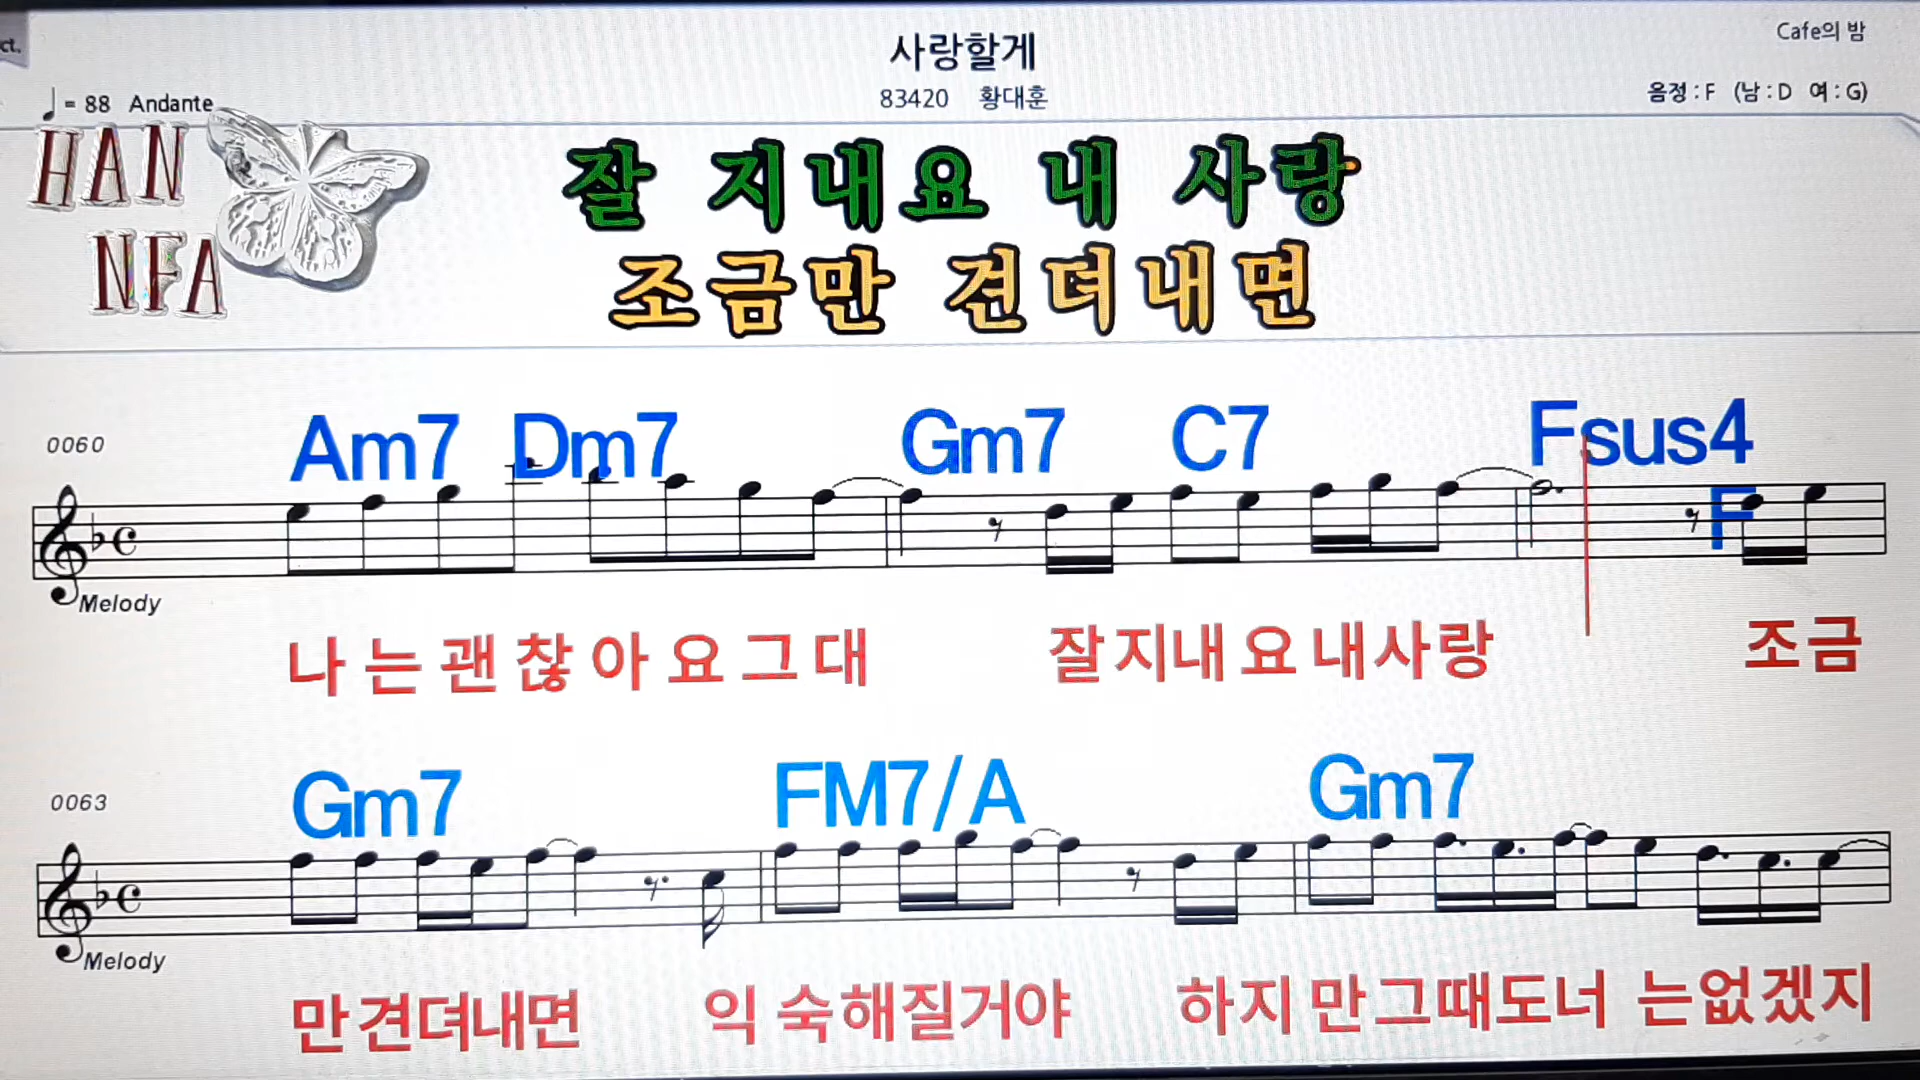 ct.
사랑할게
Cafe의 밤
♩= 88 Andante
83420 황대훈
음정 : F (남 : D 여 : G)
HAN
NFA
잘 지내요 내 사랑
조금만 견뎌내면
0060
Am7 Dm7 Gm7 C7 Fsus4
F
Melody
나는괜찮아요그대 잘지내요내사랑 조금
0063
Gm7 FM7/A Gm7
Melody
만견뎌내면 익숙해질거야 하지만그때도너 는없겠지